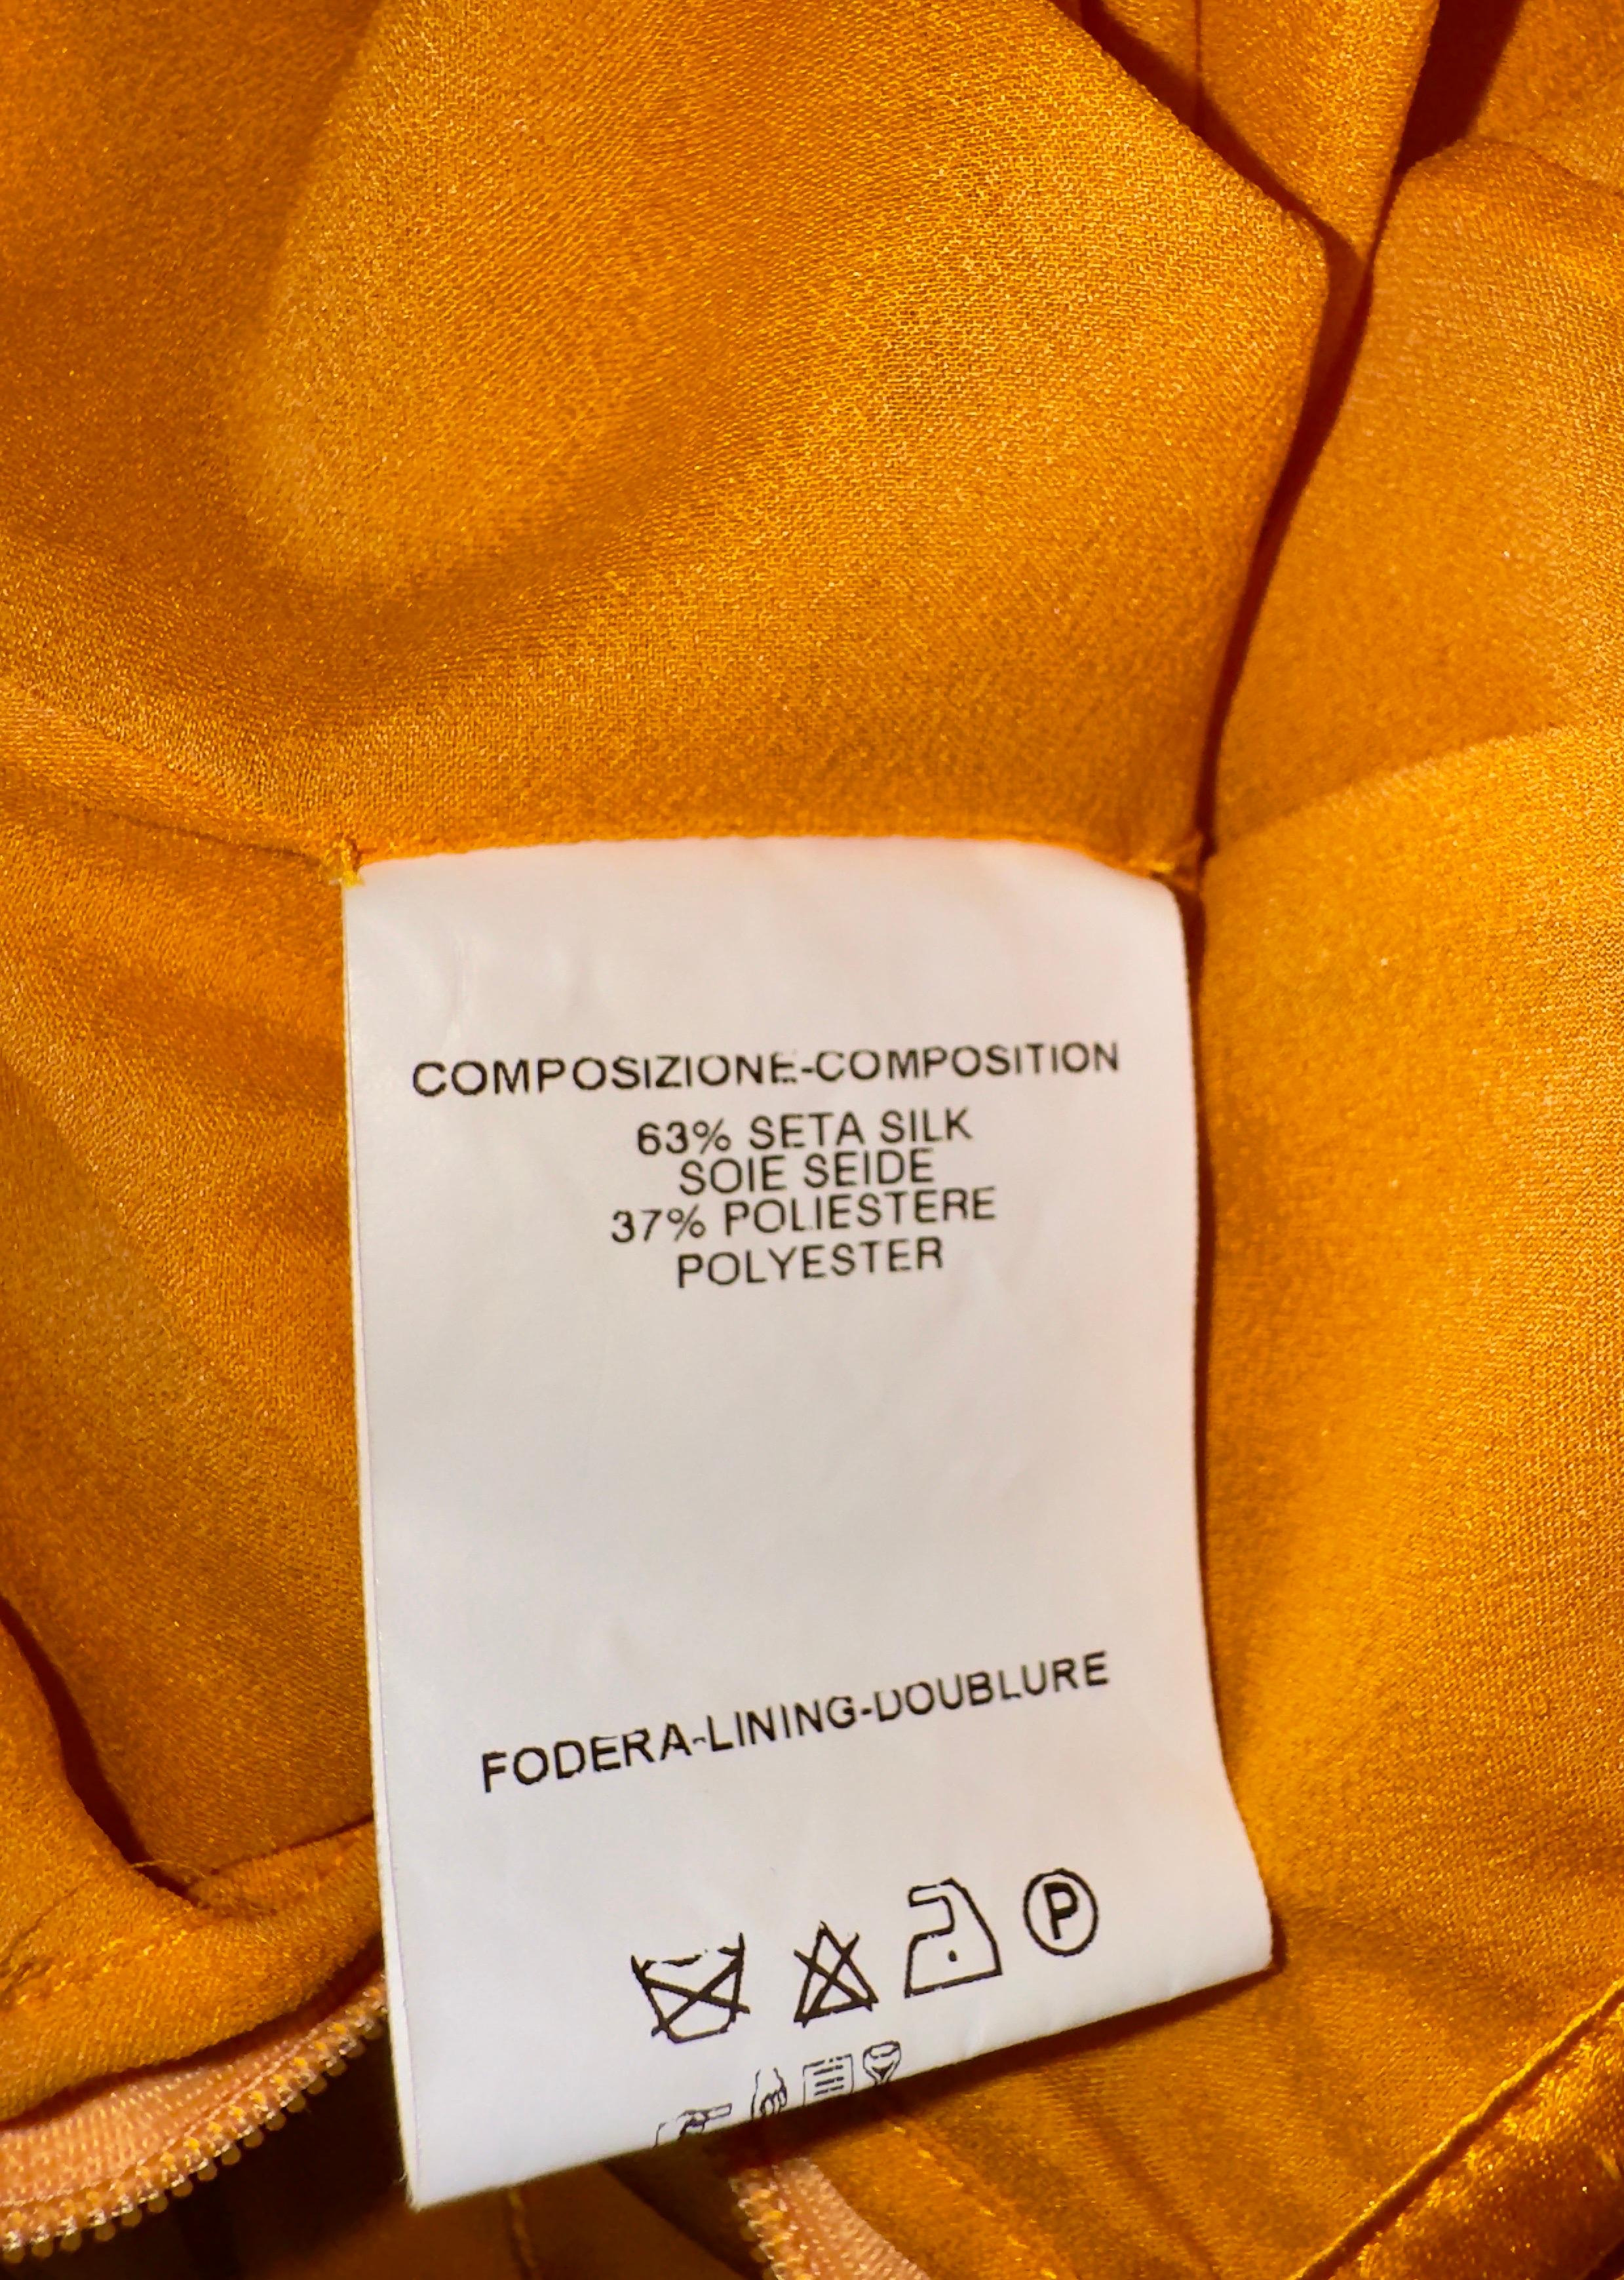 COMPOSIZIONE-COMPOSITION
63% SETA SILK
SOIE SEIDE
37% POLIESTERE
POLYESTER
FODERA-LINING-DOUBLURE
P